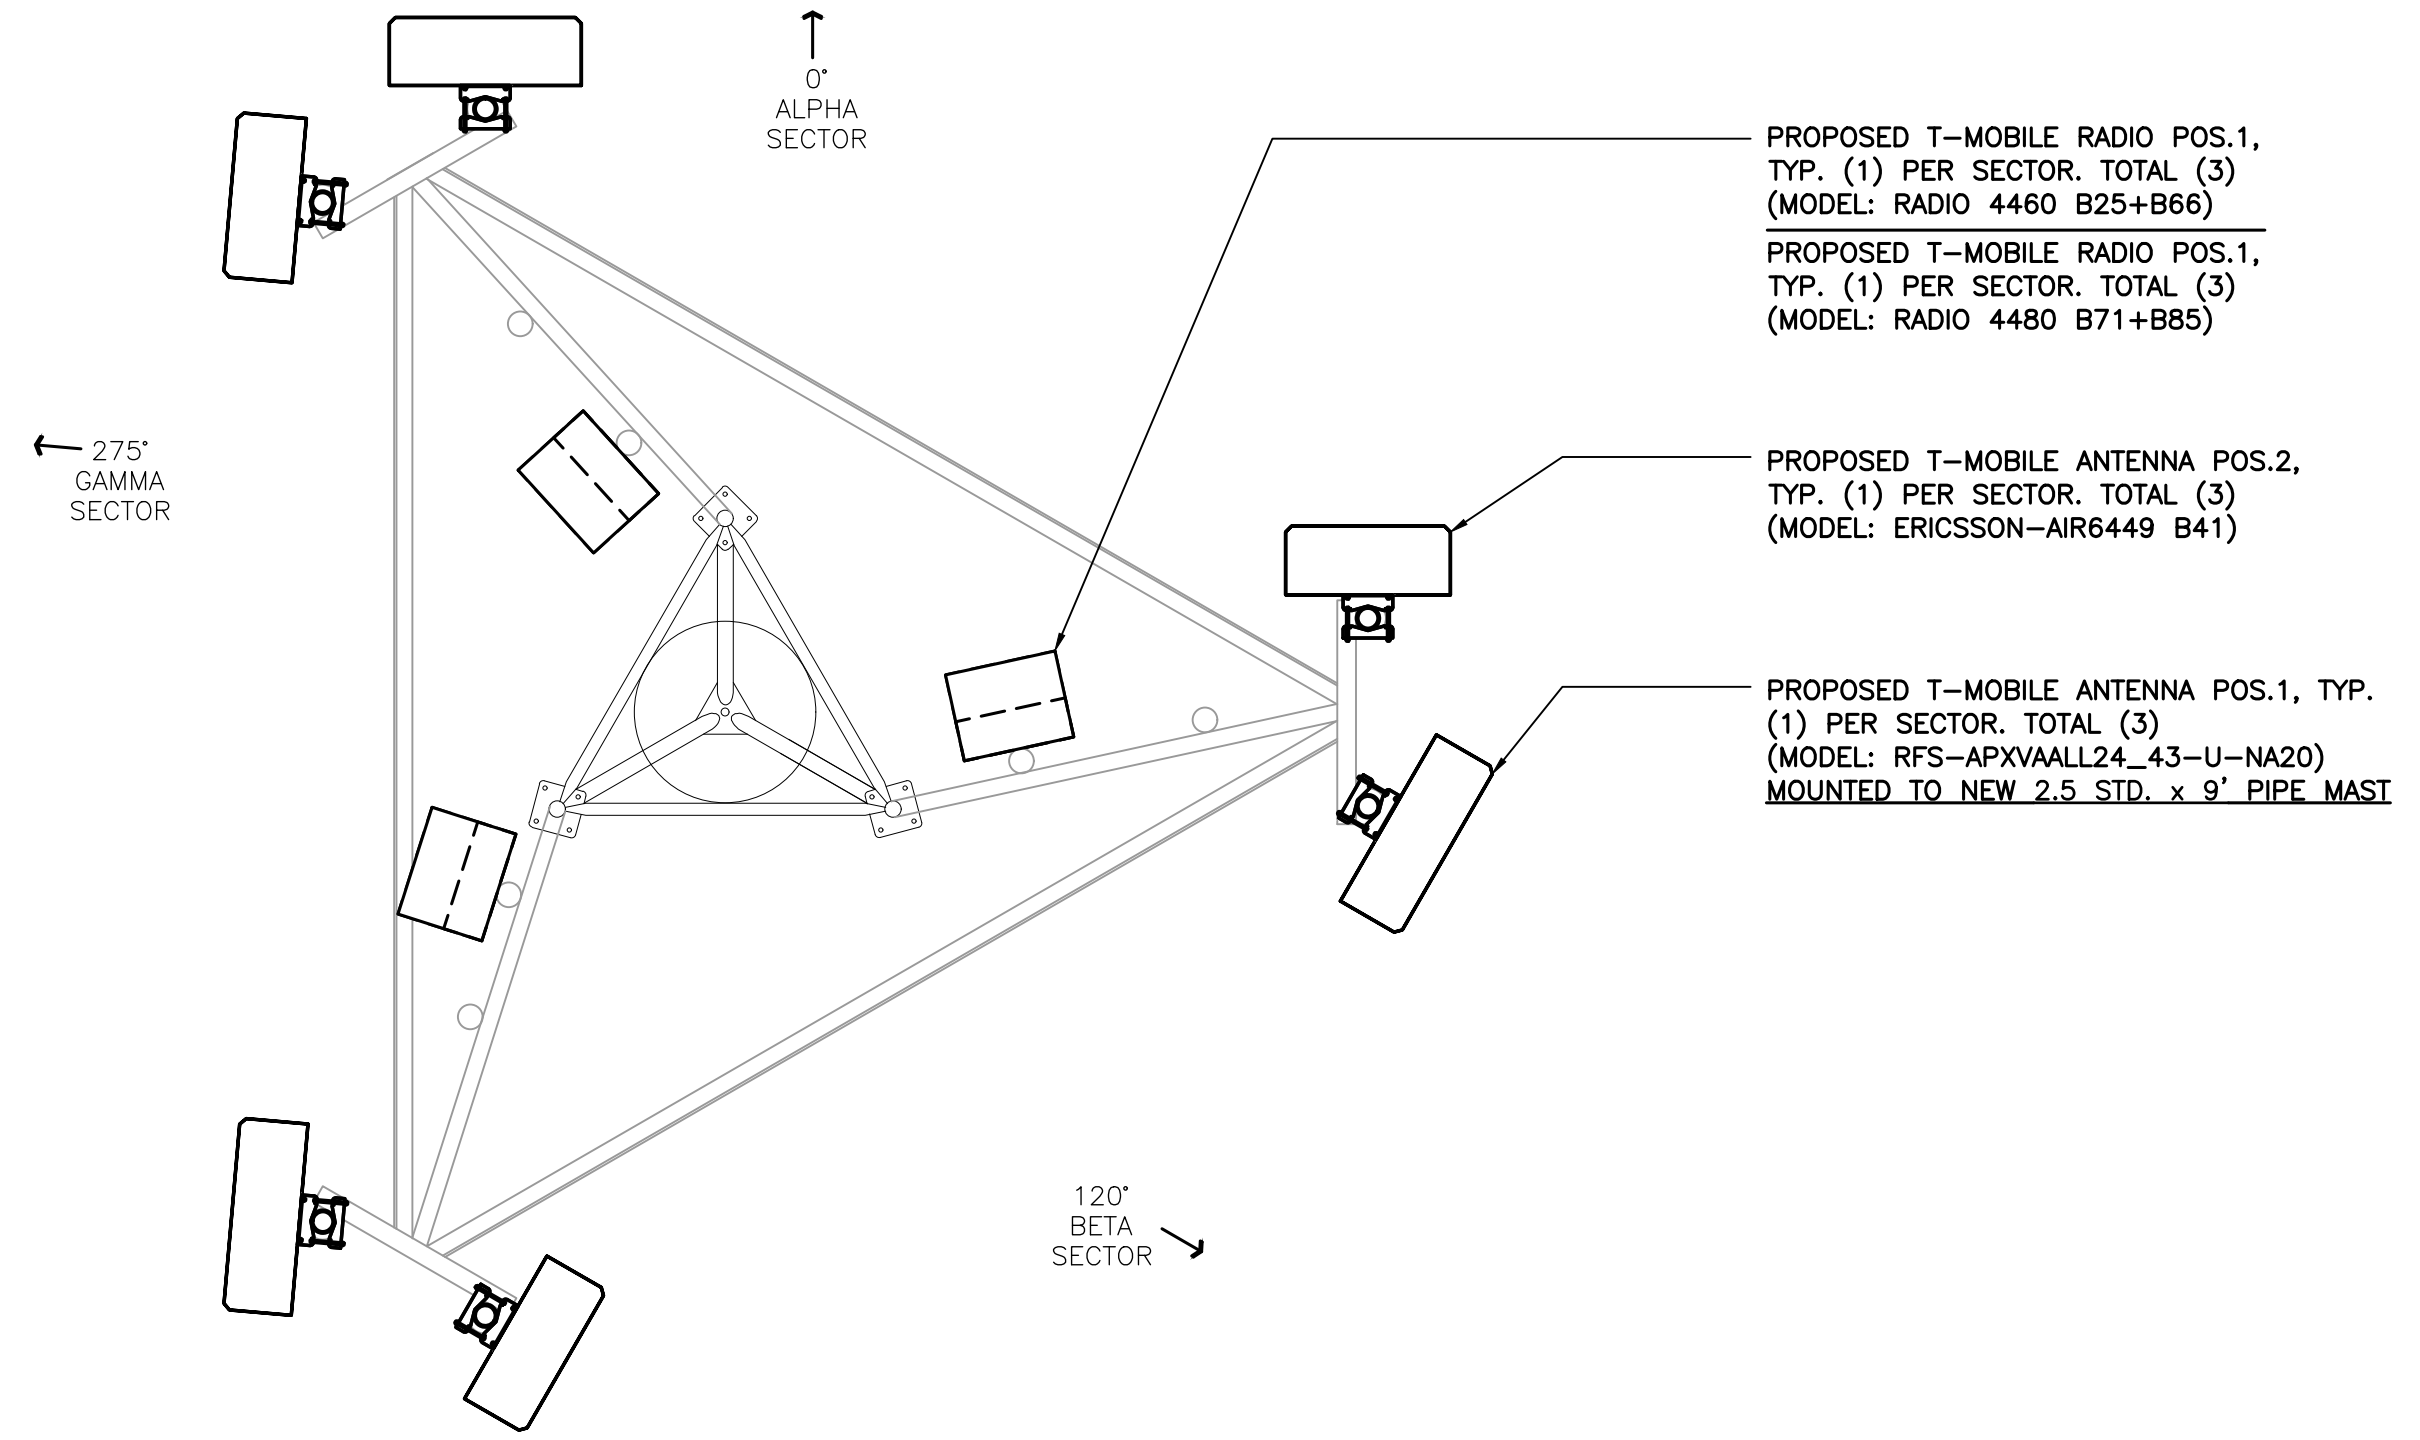 0°
ALPHA
SECTOR
PROPOSED T-MOBILE RADIO POS.1,
TYP. (1) PER SECTOR. TOTAL (3)
(MODEL: RADIO 4460 B25+B66)
PROPOSED T-MOBILE RADIO POS.1,
TYP. (1) PER SECTOR. TOTAL (3)
(MODEL: RADIO 4480 B71+B85)
275°
GAMMA
SECTOR
PROPOSED T-MOBILE ANTENNA POS.2,
TYP. (1) PER SECTOR. TOTAL (3)
(MODEL: ERICSSON-AIR6449 B41)
PROPOSED T-MOBILE ANTENNA POS.1, TYP.
(1) PER SECTOR. TOTAL (3)
(MODEL: RFS-APXVAALL24_43-U-NA20)
MOUNTED TO NEW 2.5 STD. x 9' PIPE MAST
120°
BETA
SECTOR